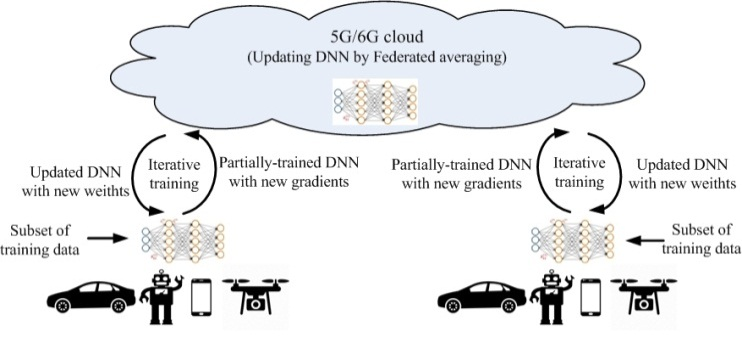 5G/6G cloud
(Updating DNN by Federated averaging)
Updated DNN
with new weithts
Iterative
training
Partially-trained DNN
with new gradients
Partially-trained DNN
with new gradients
Iterative
training
Updated DNN
with new weithts
Subset of
training data
Subset of
training data